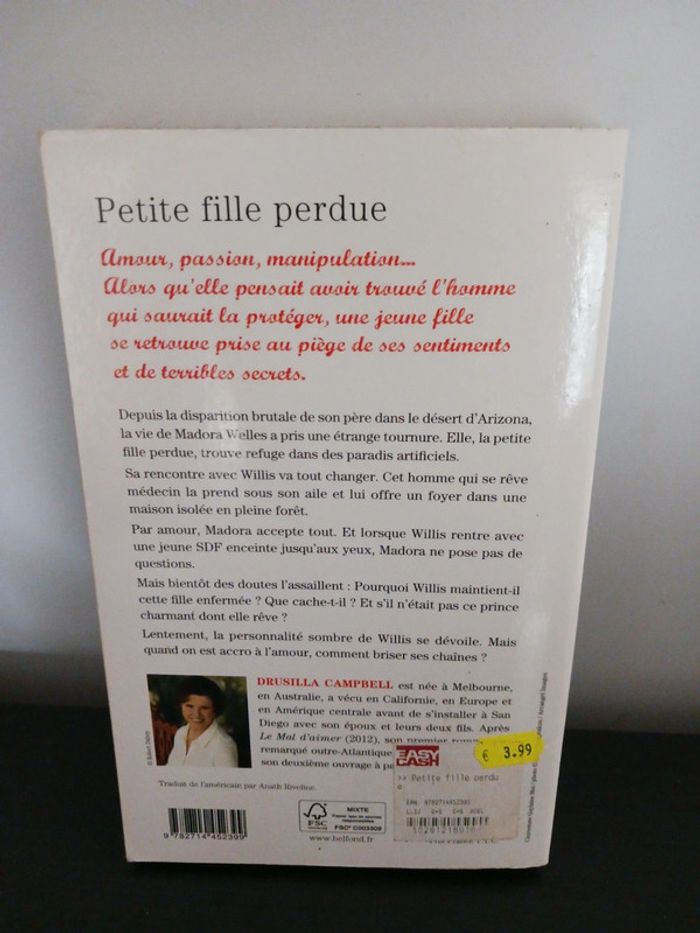 Petite fille perdue
Amour, passion, manipulation...
Alors qu'elle pensait avoir trouvé l'homme
qui saurait la protéger, une jeune fille
se retrouve prise au piège de ses sentiments
et de terribles secrets.
Depuis la disparition brutale de son père dans le désert d'Arizona,
la vie de Madora Welles a pris une étrange tournure. Elle, la petite
fille perdue, trouve refuge dans des paradis artificiels.
Sa rencontre avec Willis va tout changer. Cet homme qui se rêve
médecin la prend sous son aile et lui offre un foyer dans une
maison isolée en pleine forêt.
Par amour, Madora accepte tout. Et lorsque Willis rentre avec
une jeune SDF enceinte jusqu'aux yeux, Madora ne pose pas de
questions.
Mais bientôt des doutes l'assaillent : Pourquoi Willis maintient-il
cette fille enfermée ? Que cache-t-il ? Et s'il n'était pas ce prince
charmant dont elle rêve ?
Lentement, la personnalité sombre de Willis se dévoile. Mais
quand on est accro à l'amour, comment briser ses chaînes ?
DRUSILLA CAMPBELL est née à Melbourne,
en Australie, a vécu en Californie, en Europe et
en Amérique centrale avant de s'installer à San
Diego avec son époux et leurs deux fils. Après
Le Mal d'aimer (2012), son premier
remarqué outre-Atlantique,
son deuxième ouvrage à
Traduit de l'américain par Anath Riveline.
EASY
CASH
€ 3.99
>> Petite fille perdu
e
EAN: 9782714452399
9 782714 452399
FSC
MIXTE
FSC® C003309
www.belfond.fr